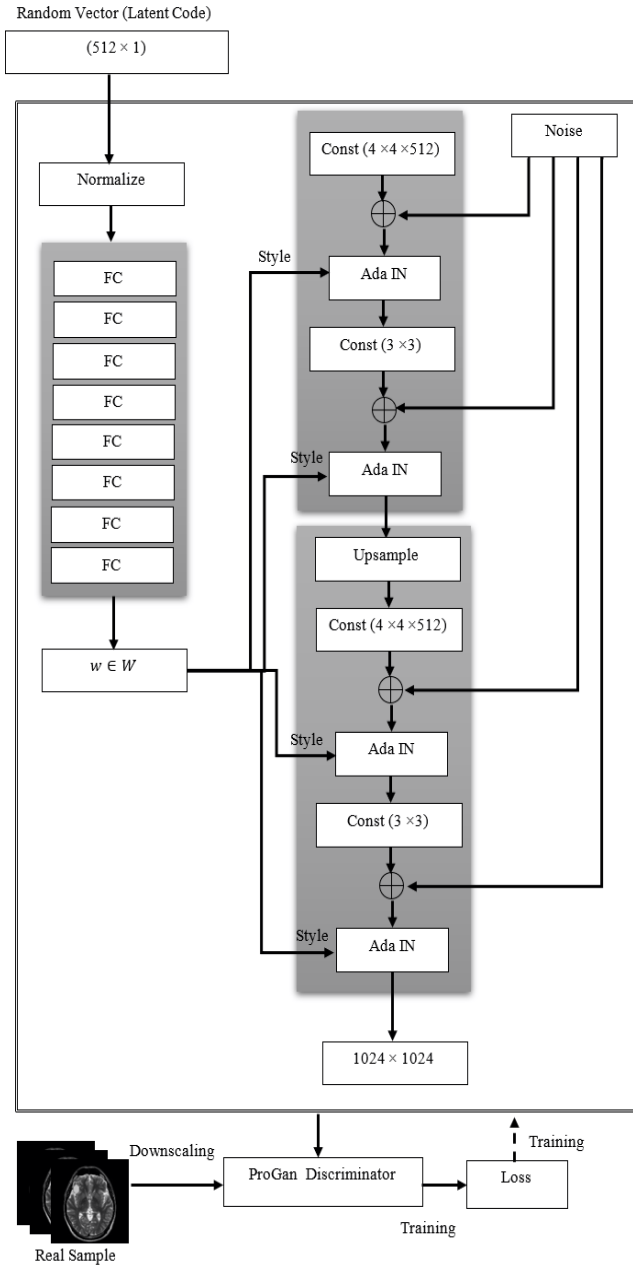 Random Vector (Latent Code)
(512 × 1)
Normalize
FC
FC
FC
FC
FC
FC
FC
FC
w ∈ W
Const (4 ×4 ×512)
Noise
Style
Ada IN
Const (3 ×3)
Style
Ada IN
Upsample
Const (4 ×4 ×512)
Style
Ada IN
Const (3 ×3)
Style
Ada IN
1024 × 1024
Downscaling
ProGan Discriminator
Training
Loss
Training
Real Sample